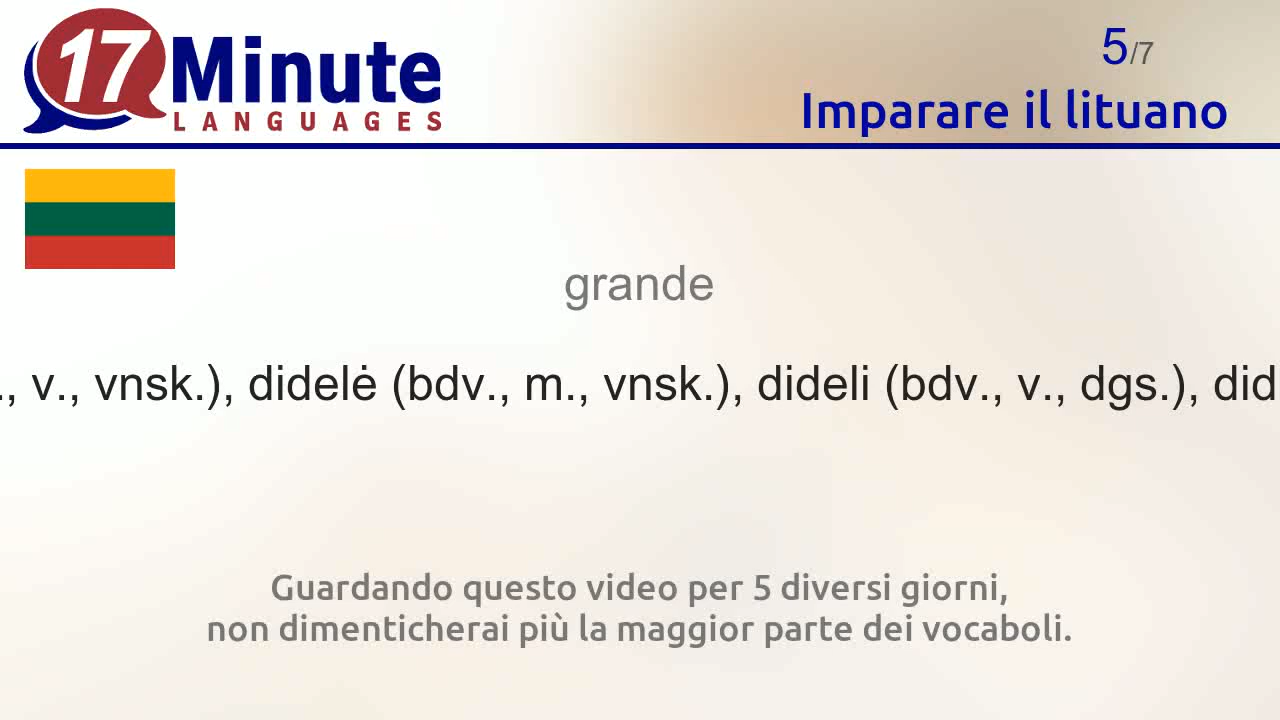 17 Minute
LANGUAGES
5/7
Imparare il lituano
grande
., v., vnsk.), didelė (bdv., m., vnsk.), dideli (bdv., v., dgs.), did
Guardando questo video per 5 diversi giorni,
non dimenticherai più la maggior parte dei vocaboli.